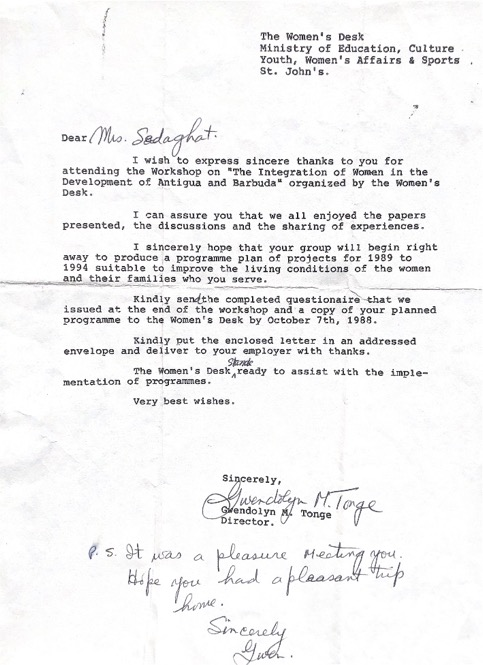 The Women's Desk
Ministry of Education, Culture
Youth, Women's Affairs & Sports
St. John's.
Dear Mrs. Sedaghat.
I wish to express sincere thanks to you for
attending the Workshop on "The Integration of Women in the
Development of Antigua and Barbuda" organized by the Women's
Desk.
I can assure you that we all enjoyed the papers
presented, the discussions and the sharing of experiences.
I sincerely hope that your group will begin right
away to produce a programme plan of projects for 1989 to
1994 suitable to improve the living conditions of the women
and their families who you serve.
Kindly send the completed questionaire that we
issued at the end of the workshop and a copy of your planned
programme to the Women's Desk by October 7th, 1988.
Kindly put the enclosed letter in an addressed
envelope and deliver to your employer with thanks.
Stands
The Women's Desk ready to assist with the imple-
mentation of programmes.
Very best wishes.
Sincerely,
Gwendolyn M. Tonge
Gwendolyn M. Tonge
Director.
P.S. It was a pleasure meeting you.
Hope you had a pleasant trip
home.
Sincerely
Gwen.